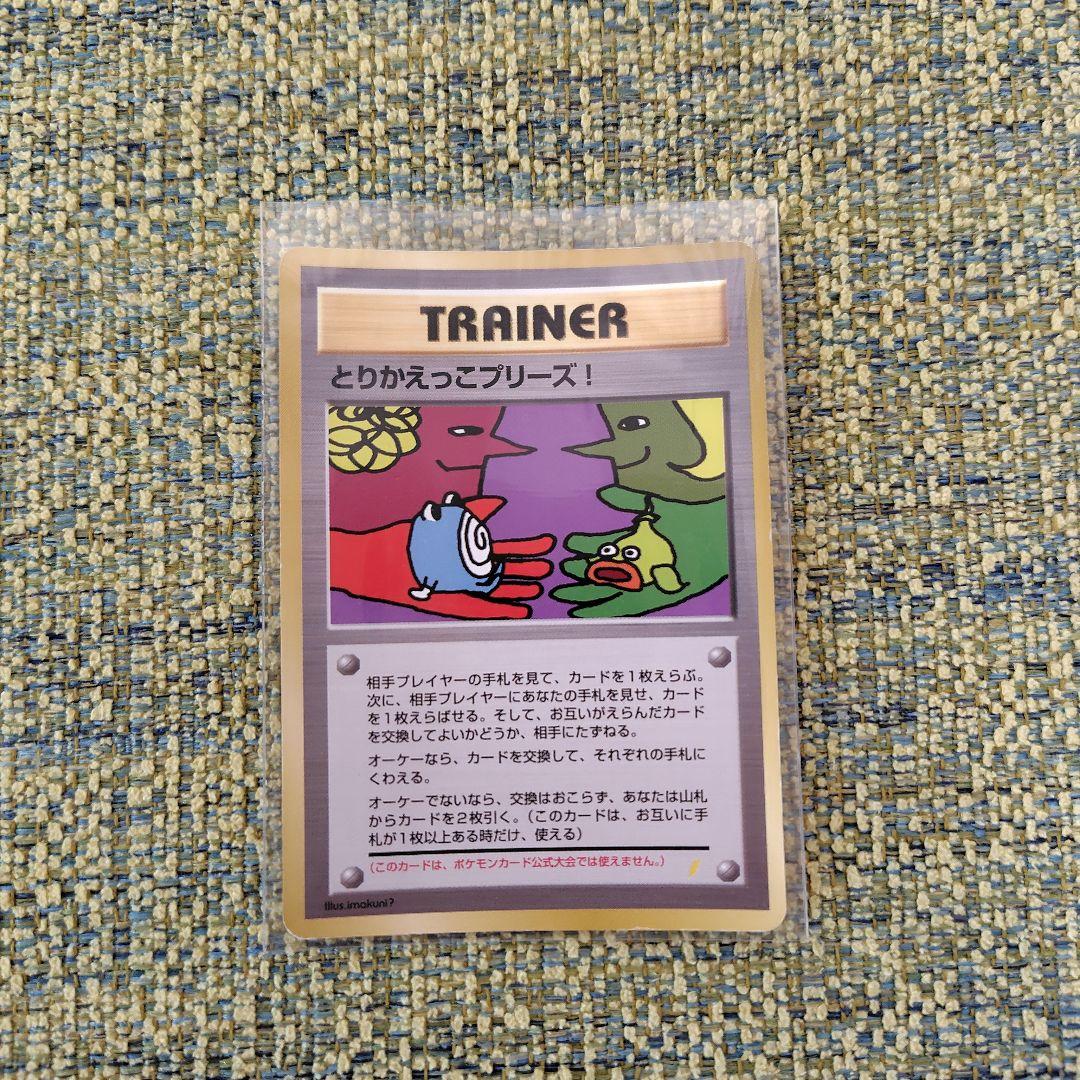 TRAINER
とりかえっこプリーズ！
相手プレイヤーの手札を見て、カードを1枚えらぶ。
次に、相手プレイヤーにあなたの手札を見せ、カード
を1枚えらばせる。そして、お互いがえらんだカード
を交換してよいかどうか、相手にたずねる。
オーケーなら、カードを交換して、それぞれの手札に
くわえる。
オーケーでないなら、交換はおこらず、あなたは山札
からカードを2枚引く。（このカードは、お互いに手
札が1枚以上ある時だけ、使える）
（このカードは、ポケモンカード公式大会では使えません。）
Illus.imakuni?